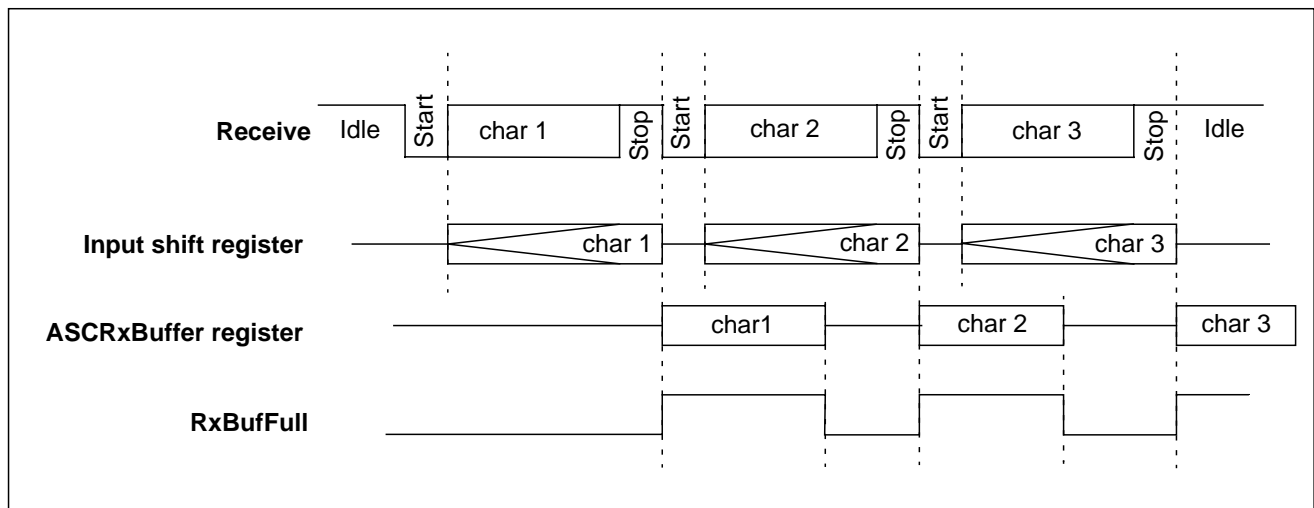 Receive Idle Start char 1 Stop Start char 2 Stop Start char 3 Stop Idle
Input shift register char 1 char 2 char 3
ASCRxBuffer register char1 char 2 char 3
RxBufFull